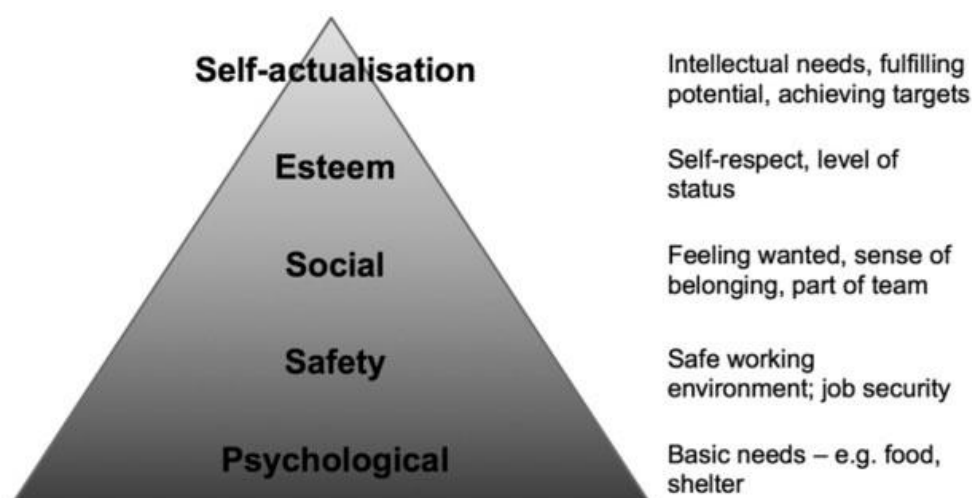 Self-actualisation
Intellectual needs, fulfilling
potential, achieving targets
Esteem
Self-respect, level of
status
Social
Feeling wanted, sense of
belonging, part of team
Safety
Safe working
environment; job security
Psychological
Basic needs – e.g. food,
shelter